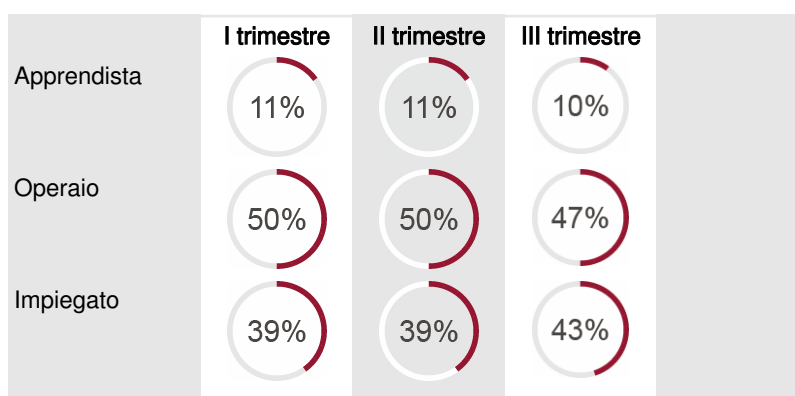 I trimestre II trimestre III trimestre
Apprendista 11% 11% 10%
Operaio 50% 50% 47%
Impiegato 39% 39% 43%